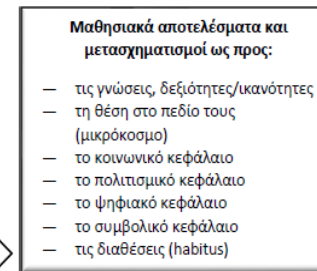 Μαθησιακά αποτελέσματα και
μετασχηματισμοί ως προς:
— τις γνώσεις, δεξιότητες/ικανότητες
— τη θέση στο πεδίο τους
(μικρόκοσμο)
— το κοινωνικό κεφάλαιο
— το πολιτισμικό κεφάλαιο
— το ψηφιακό κεφάλαιο
— το συμβολικό κεφάλαιο
— τις διαθέσεις (habitus)